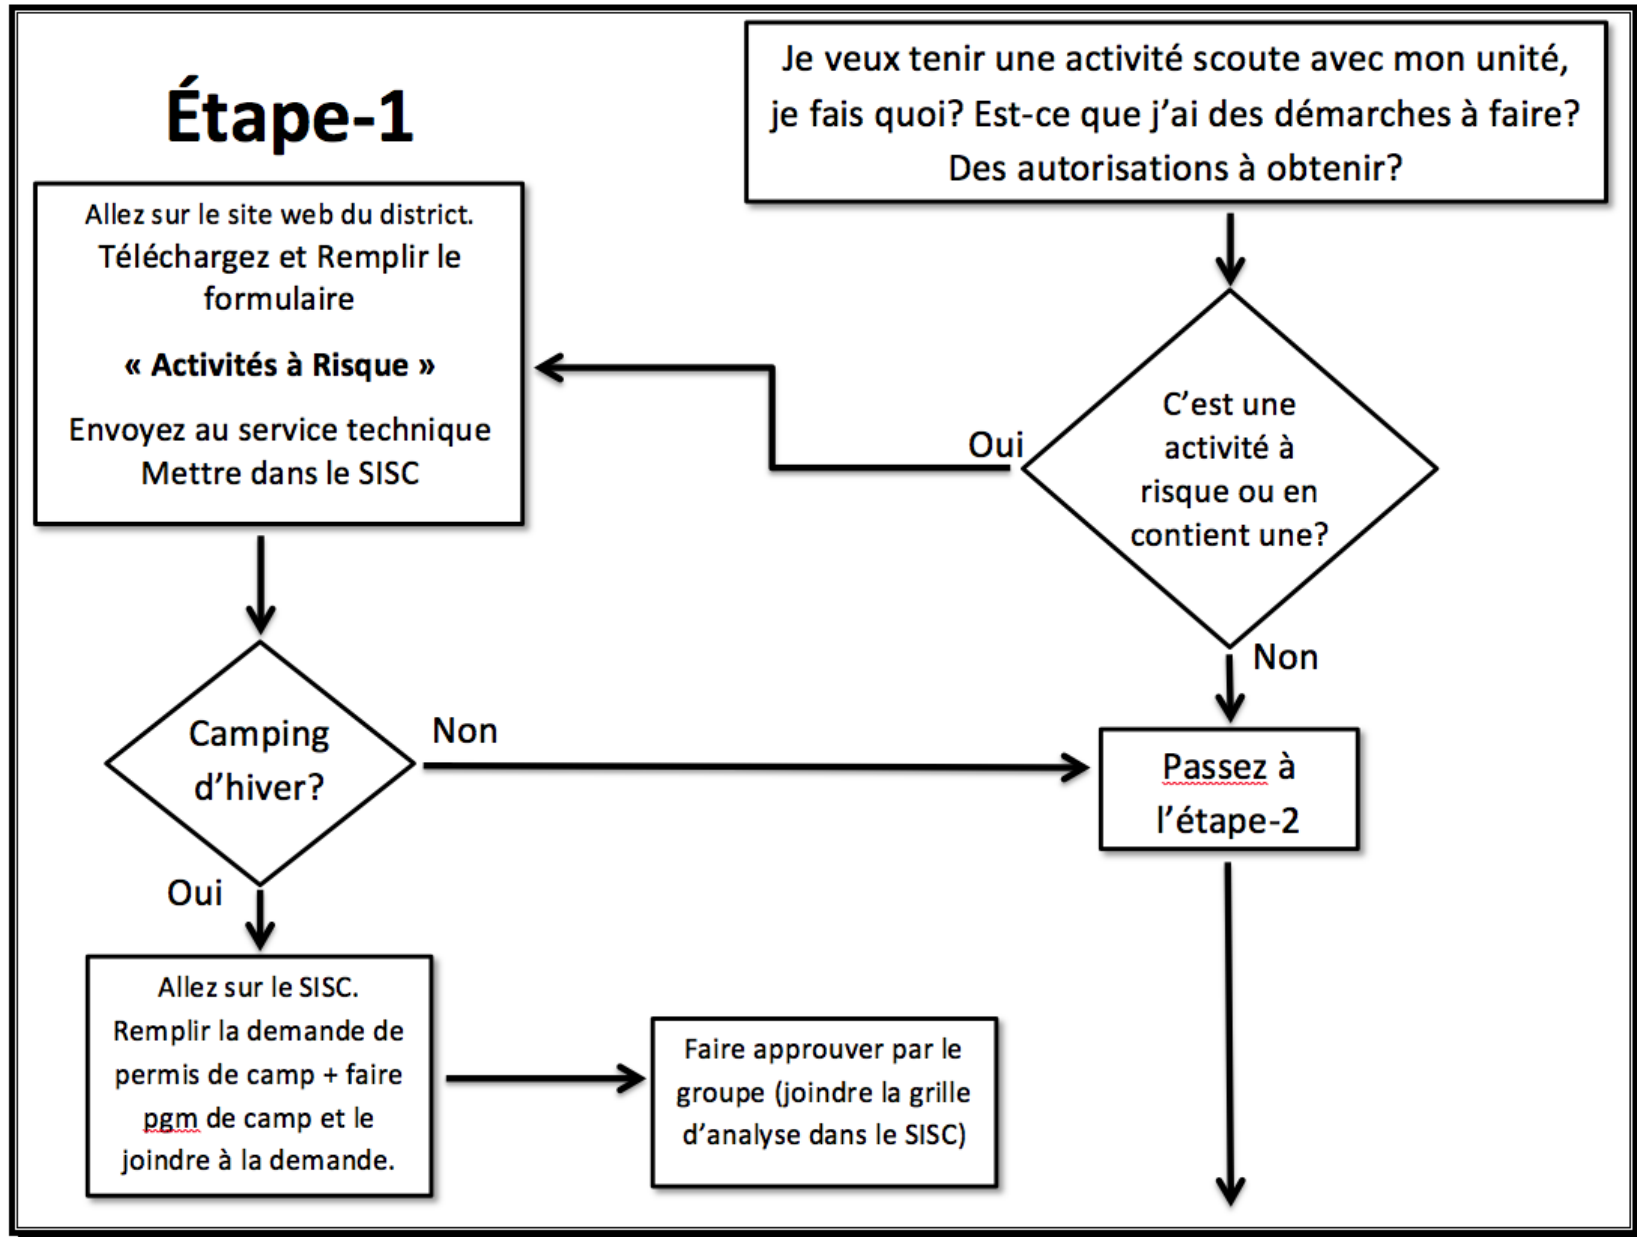 Étape-1
Je veux tenir une activité scoute avec mon unité,
je fais quoi? Est-ce que j’ai des démarches à faire?
Des autorisations à obtenir?
Allez sur le site web du district.
Téléchargez et Remplir le
formulaire
« Activités à Risque »
Envoyez au service technique
Mettre dans le SISC
C’est une
activité à
risque ou en
contient une?
Oui
Non
Camping
d’hiver?
Non
Passez à
l’étape-2
Oui
Allez sur le SISC.
Remplir la demande de
permis de camp + faire
pgm de camp et le
joindre à la demande.
Faire approuver par le
groupe (joindre la grille
d’analyse dans le SISC)